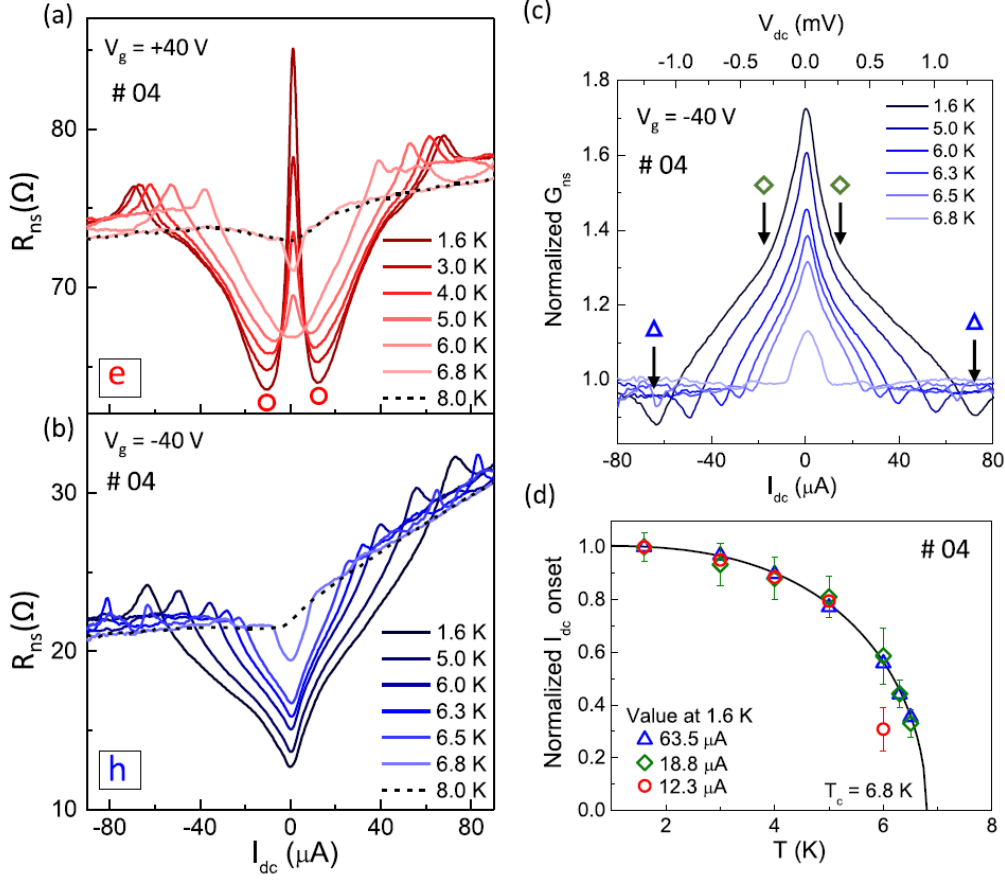 (a)
V_g = +40 V
# 04
R_ns(Ω)
85
75
65
1.6 K
3.0 K
4.0 K
5.0 K
6.0 K
6.8 K
8.0 K
e
(b)
V_g = -40 V
# 04
R_ns(Ω)
30
20
10
1.6 K
5.0 K
6.0 K
6.3 K
6.5 K
6.8 K
8.0 K
h
-80 -40 0 40 80
I_dc (μA)
(c)
V_dc (mV)
-1.0 -0.5 0.0 0.5 1.0
Normalized G_ns
1.8
1.6
1.4
1.2
1.0
V_g = -40 V
# 04
1.6 K
5.0 K
6.0 K
6.3 K
6.5 K
6.8 K
-80 -40 0 40 80
I_dc (μA)
(d)
# 04
Normalized I_dc onset
1.0
0.8
0.6
0.4
0.2
0.0
Value at 1.6 K
63.5 μA
18.8 μA
12.3 μA
T_c = 6.8 K
2 4 6 8
T (K)